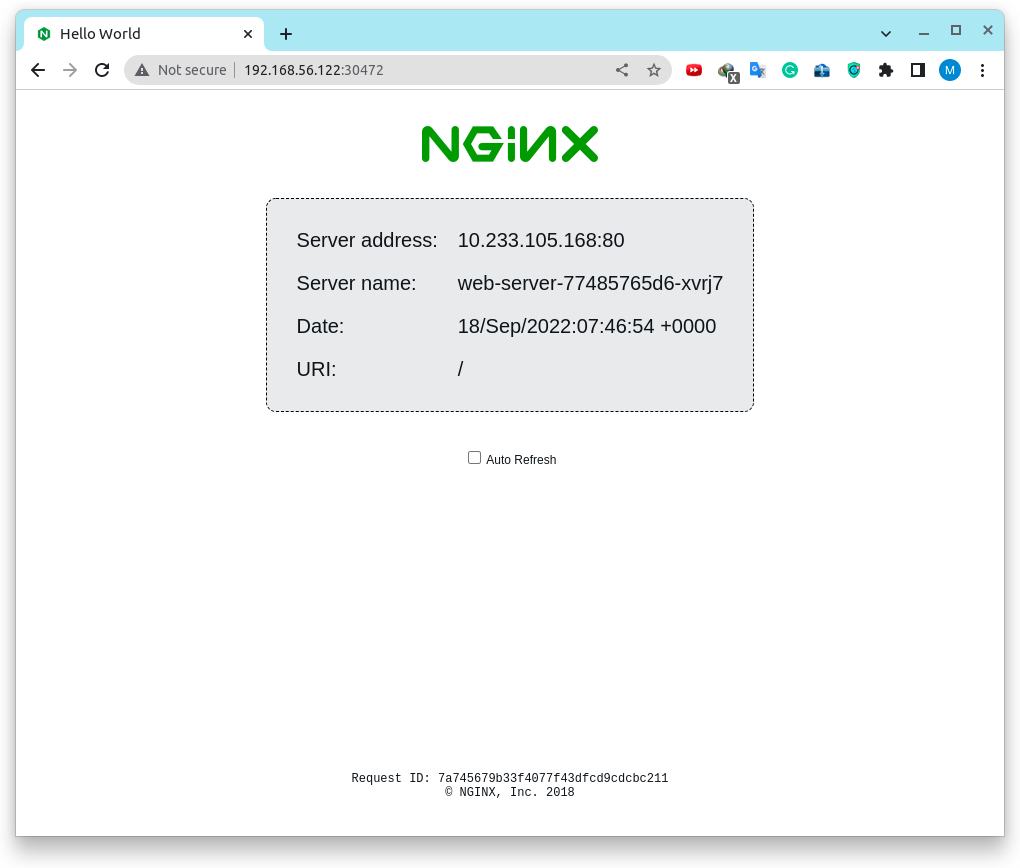 Hello World
Not secure 192.168.56.122:30472
X
M
NGINX
Server address: 10.233.105.168:80
Server name: web-server-77485765d6-xvrj7
Date: 18/Sep/2022:07:46:54 +0000
URI: /
Auto Refresh
Request ID: 7a745679b33f4077f43dfcd9cdcbc211
© NGINX, Inc. 2018